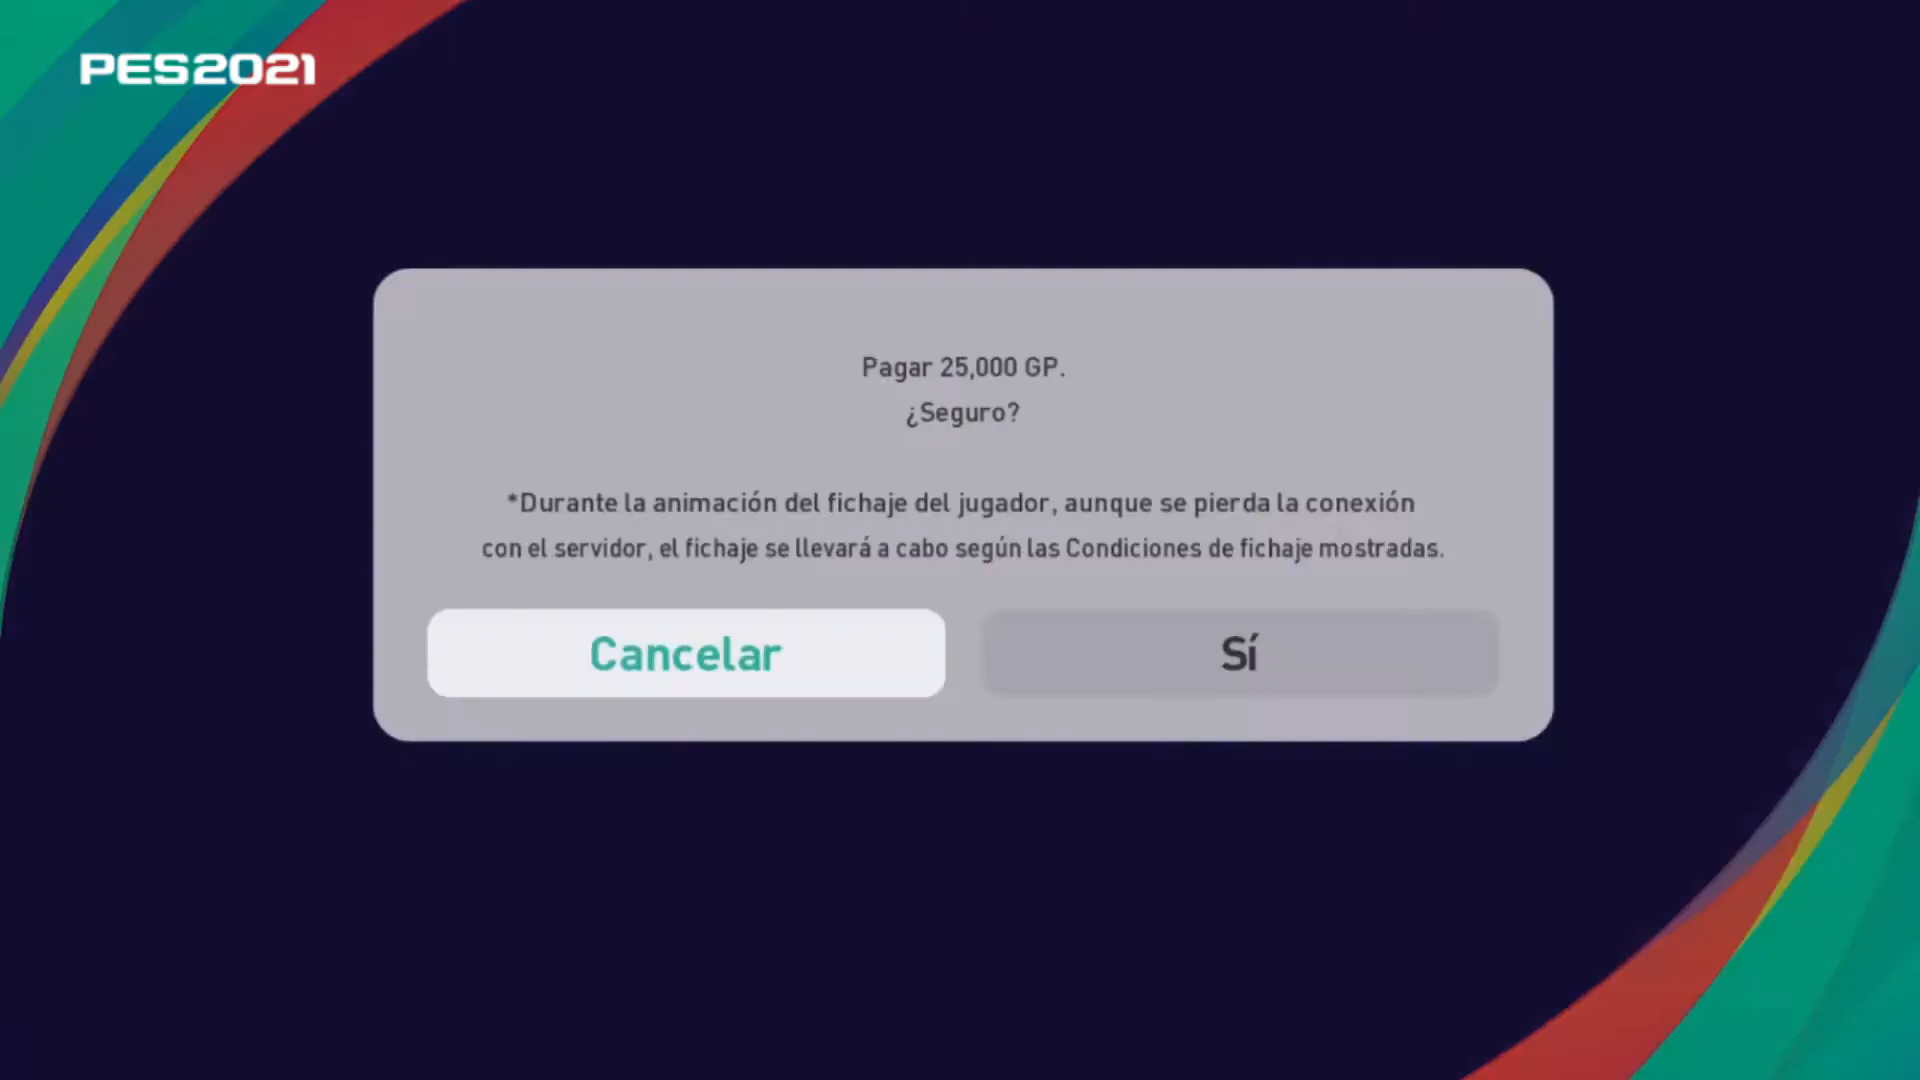 PES2021
Pagar 25,000 GP.
¿Seguro?
*Durante la animación del fichaje del jugador, aunque se pierda la conexión
con el servidor, el fichaje se llevará a cabo según las Condiciones de fichaje mostradas.
Cancelar
Sí